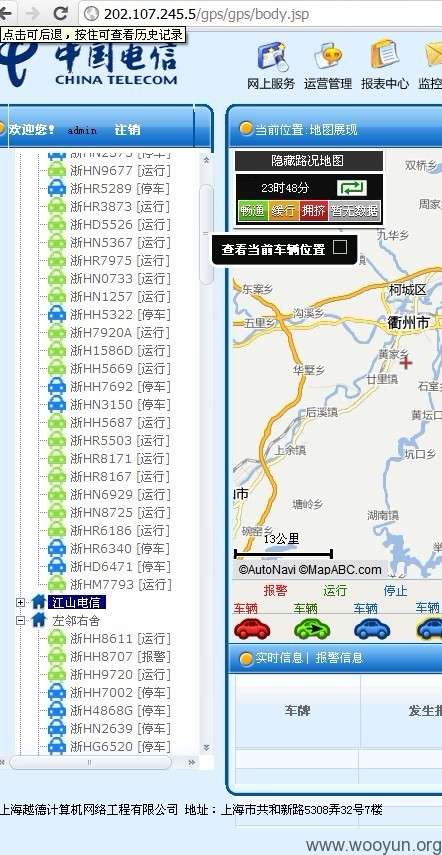 202.107.245.5/gps/gps/body.jsp
点击可后退，按住可查看历史记录
中国电信
CHINA TELECOM
网上服务
运营管理
报表中心
监控
欢迎您！ admin 注销
当前位置:地图展现
浙HN2373 [停车]
浙HN9677 [运行]
浙HR5289 [停车]
浙HR3873 [运行]
浙HD5526 [运行]
浙HN5367 [运行]
浙HR7975 [运行]
浙HN0733 [运行]
浙HN1257 [运行]
浙HH5322 [停车]
浙H7920A [运行]
浙H1586D [运行]
浙HH5669 [运行]
浙HH7692 [停车]
浙HN3150 [停车]
浙HH5687 [运行]
浙HR5503 [运行]
浙HR8171 [运行]
浙HR8167 [运行]
浙HN6929 [运行]
浙HN8725 [运行]
浙HR6186 [运行]
浙HR6340 [停车]
浙HD6471 [停车]
浙HM7793 [运行]
江山电信
左邻右舍
浙HH8611 [运行]
浙HH8707 [报警]
浙HH9720 [运行]
浙HH7002 [停车]
浙H4868G [停车]
浙HN2639 [停车]
浙HG6520 [停车]
隐藏路况地图
23时48分
畅通
缓行
拥挤
暂无数据
查看当前车辆位置
双桥乡
周家
九华乡
东案乡
柯城区
沟溪乡
五里乡
衢州市
黄家乡
华墅乡
廿里镇
石室
后溪镇
黄坛口
上余镇
坑口乡
山市
塘岭乡
湖南镇
碗窑乡
13公里
©AutoNavi ©MapABC.com
报警
运行
停止
车辆
车辆
车辆
车辆
实时信息| 报警信息
车牌
发生报
上海越德计算机网络工程有限公司 地址：上海市共和新路5308弄32号7楼
www.wooyun.org